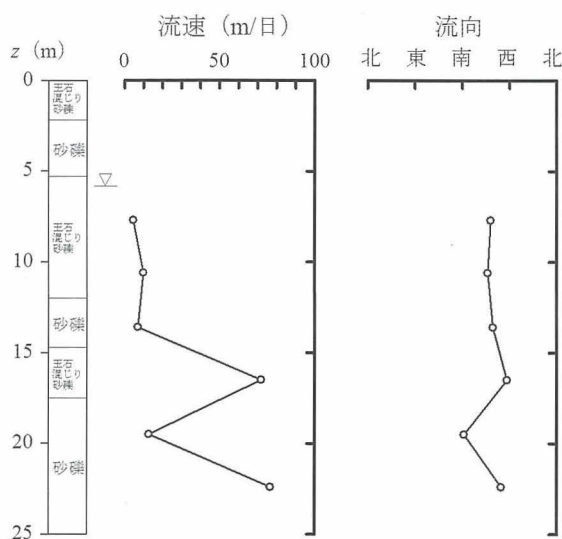 流速（m/日）
流向
z（m）
0
50
100
北
東
南
西
北
0
玉石
混じり
砂礫
砂礫
5
玉石
混じり
砂礫
10
砂礫
15
玉石
混じり
砂礫
砂礫
20
25